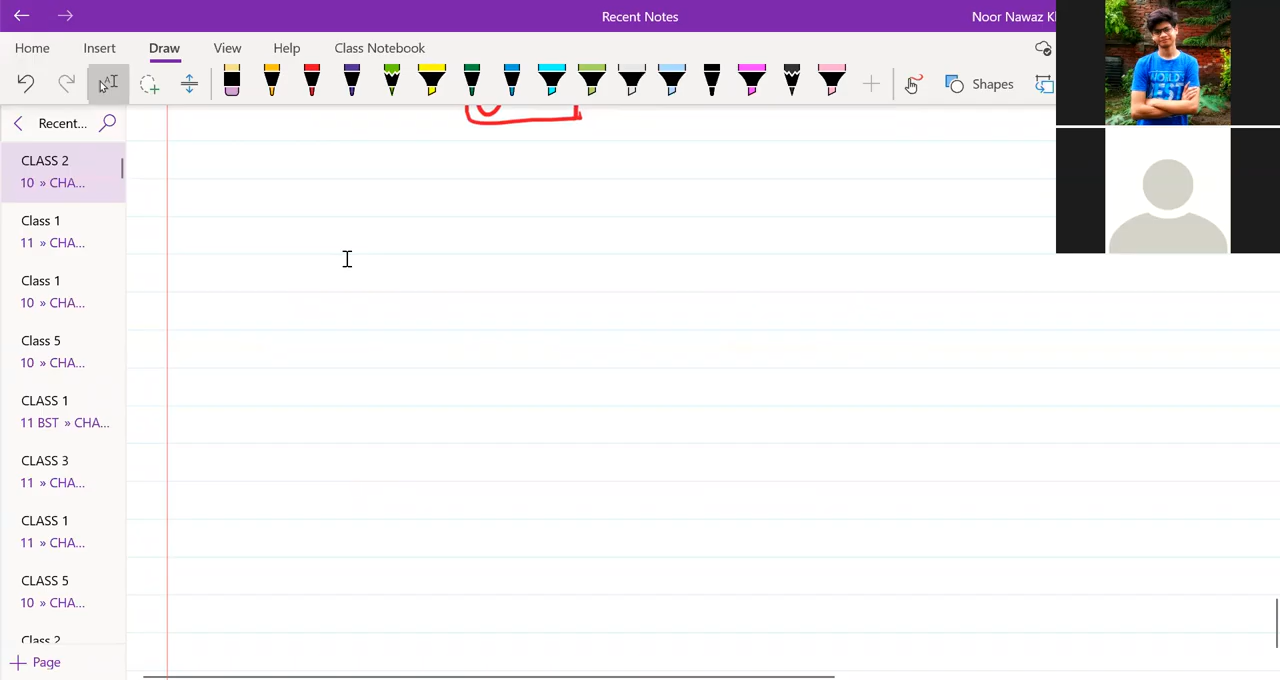 Recent Notes
Noor Nawaz K
Home
Insert
Draw
View
Help
Class Notebook
Shapes
Recent...
CLASS 2
10 » CHA...
Class 1
11 » CHA...
Class 1
10 » CHA...
Class 5
10 » CHA...
CLASS 1
11 BST » CHA...
CLASS 3
11 » CHA...
CLASS 1
11 » CHA...
CLASS 5
10 » CHA...
Class 2
Page